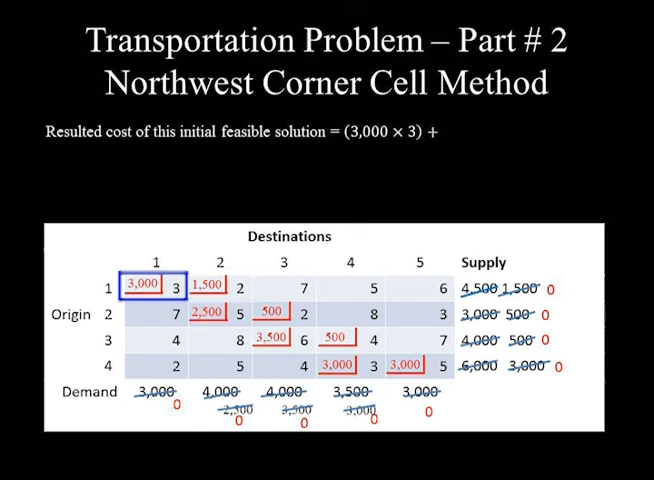 Transportation Problem – Part # 2
Northwest Corner Cell Method
Resulted cost of this initial feasible solution = (3,000 × 3) +
Destinations
1 2 3 4 5 Supply
1 3,000 3 1,500 2 7 5 6 4,500 1,500 0
Origin 2 7 2,500 5 500 2 8 3 3,000 500 0
3 4 8 3,500 6 500 4 7 4,000 500 0
4 2 5 4 3,000 3 3,000 5 6,000 3,000 0
Demand 3,000 4,000 4,000 3,500 3,000
0 2,500 3,500 3,000 0
0 0 0